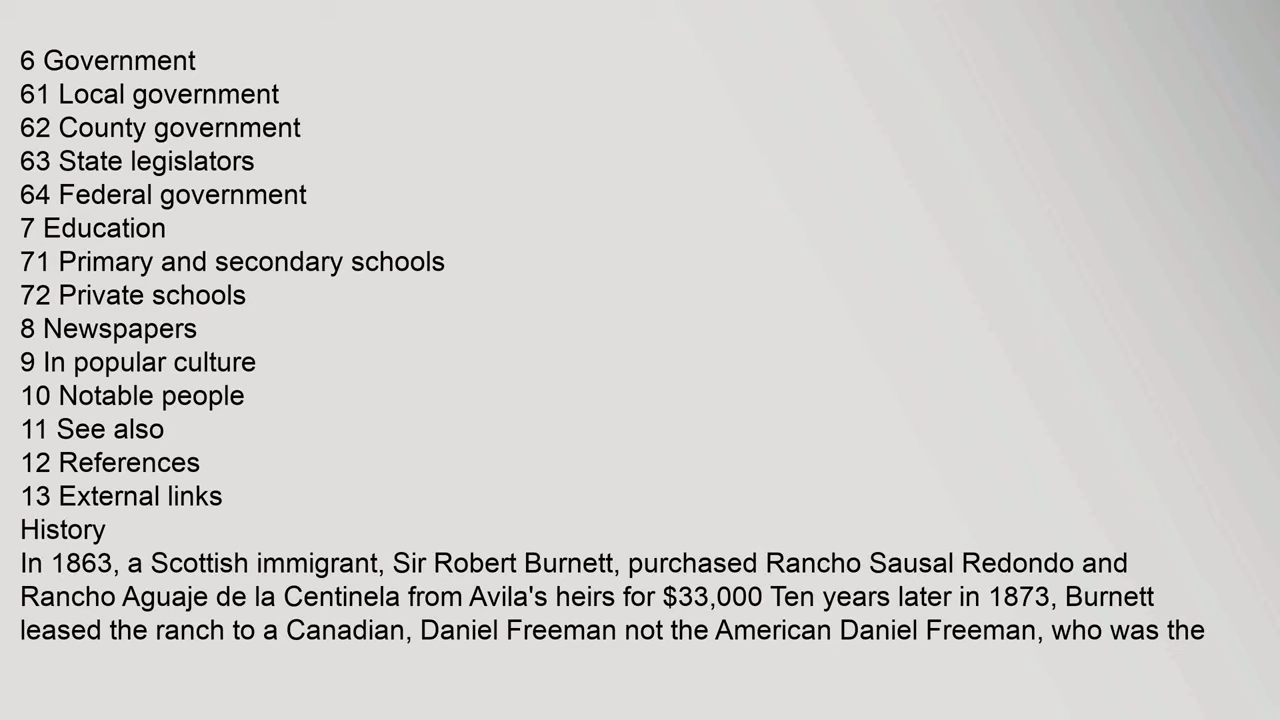 6 Government
61 Local government
62 County government
63 State legislators
64 Federal government
7 Education
71 Primary and secondary schools
72 Private schools
8 Newspapers
9 In popular culture
10 Notable people
11 See also
12 References
13 External links
History
In 1863, a Scottish immigrant, Sir Robert Burnett, purchased Rancho Sausal Redondo and
Rancho Aguaje de la Centinela from Avila's heirs for $33,000 Ten years later in 1873, Burnett
leased the ranch to a Canadian, Daniel Freeman not the American Daniel Freeman, who was the